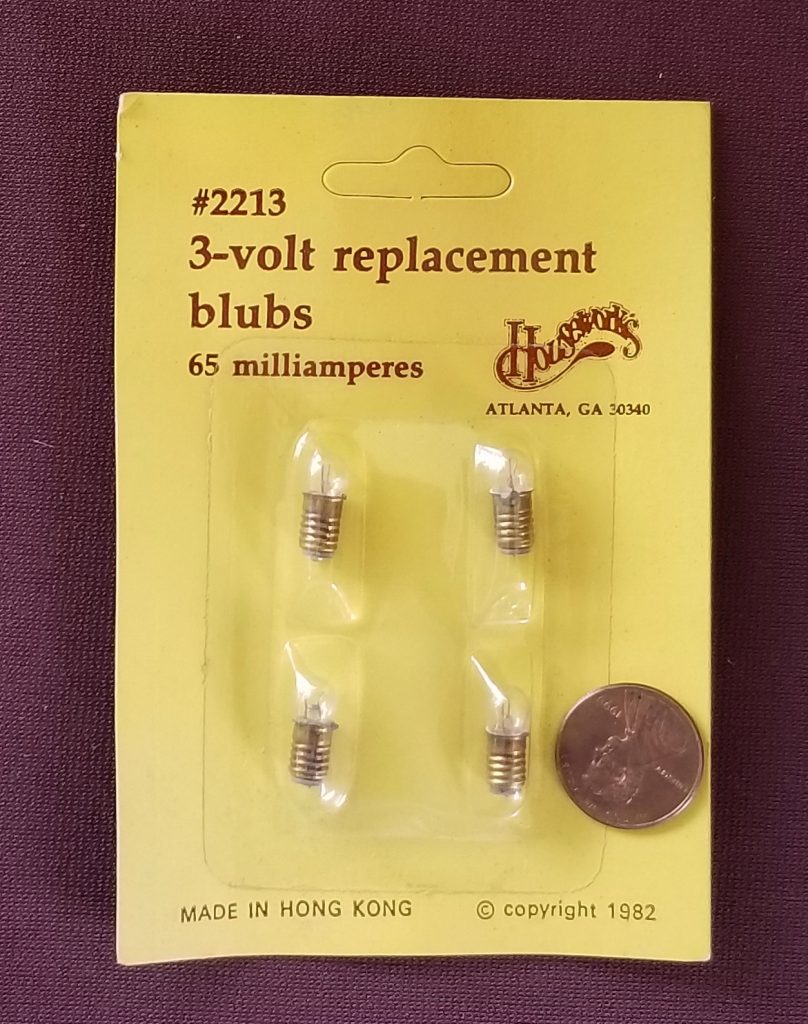 #2213
3-volt replacement
blubs
65 milliamperes
Houseworks
ATLANTA, GA 30340
MADE IN HONG KONG
© copyright 1982